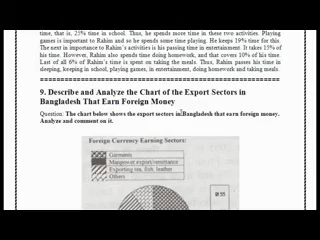 time, that is, 25% time in school. Thus, he spends more time in these two activities. Playing
games is important to Rahim and so he spends some time playing. He keeps 19% time for this.
The next in importance to Rahim's activities is his passing time in entertainment. It takes 15% of
his time. However, Rahim also spends time doing homework, and that covers 10% of his time.
Last of all 6% of Rahim's time is spent on taking the meals. Thus, Rahim passes his time in
sleeping, keeping in school, playing games, in entertainment, doing homework and taking meals.
9. Describe and Analyze the Chart of the Export Sectors in
Bangladesh That Earn Foreign Money
Question: The chart below shows the export sectors in Bangladesh that earn foreign money.
Analyze and comment on it.
Foreign Currency Earning Sectors:
Garments
Manpower export/remittance
Exporting tea, fish, leather
Others